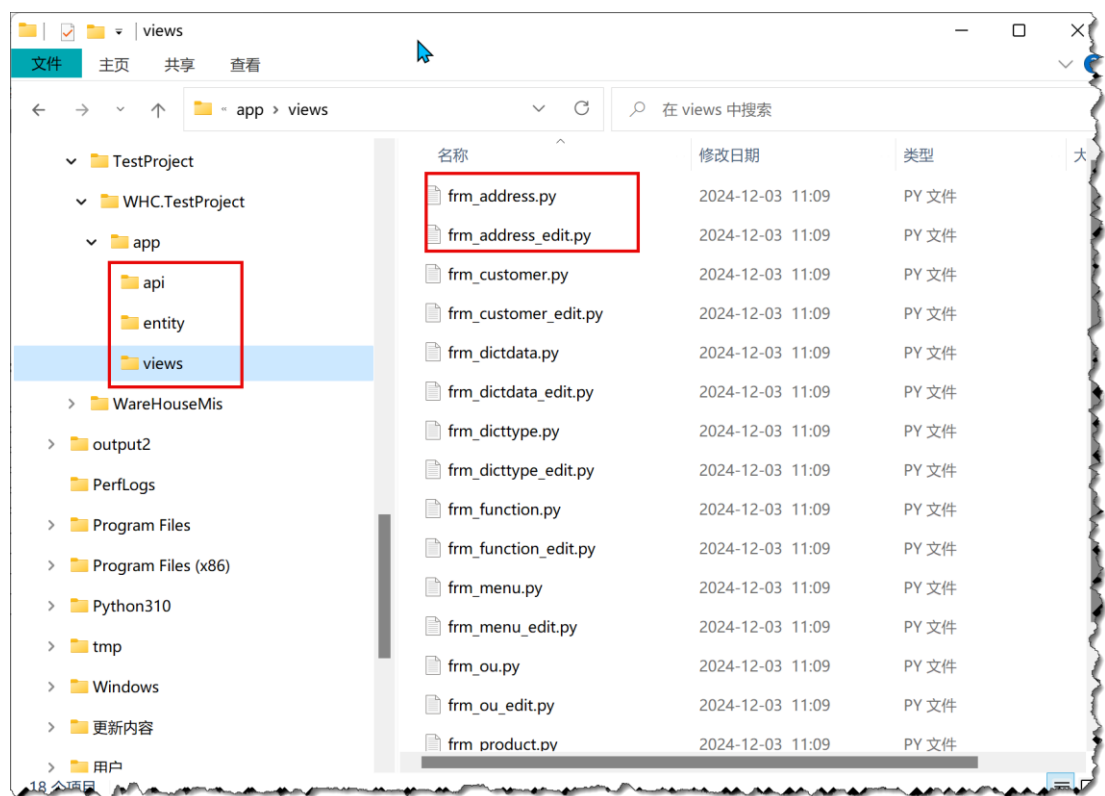 views
文件 主页 共享 查看
app › views
在 views 中搜索
TestProject
WHC.TestProject
app
api
entity
views
WareHouseMis
output2
PerfLogs
Program Files
Program Files (x86)
Python310
tmp
Windows
更新内容
用户
名称 修改日期 类型 大
frm_address.py 2024-12-03 11:09 PY 文件
frm_address_edit.py 2024-12-03 11:09 PY 文件
frm_customer.py 2024-12-03 11:09 PY 文件
frm_customer_edit.py 2024-12-03 11:09 PY 文件
frm_dictdata.py 2024-12-03 11:09 PY 文件
frm_dictdata_edit.py 2024-12-03 11:09 PY 文件
frm_dicttype.py 2024-12-03 11:09 PY 文件
frm_dicttype_edit.py 2024-12-03 11:09 PY 文件
frm_function.py 2024-12-03 11:09 PY 文件
frm_function_edit.py 2024-12-03 11:09 PY 文件
frm_menu.py 2024-12-03 11:09 PY 文件
frm_menu_edit.py 2024-12-03 11:09 PY 文件
frm_ou.py 2024-12-03 11:09 PY 文件
frm_ou_edit.py 2024-12-03 11:09 PY 文件
frm_product.py 2024-12-03 11:09 PY 文件
18 个项目